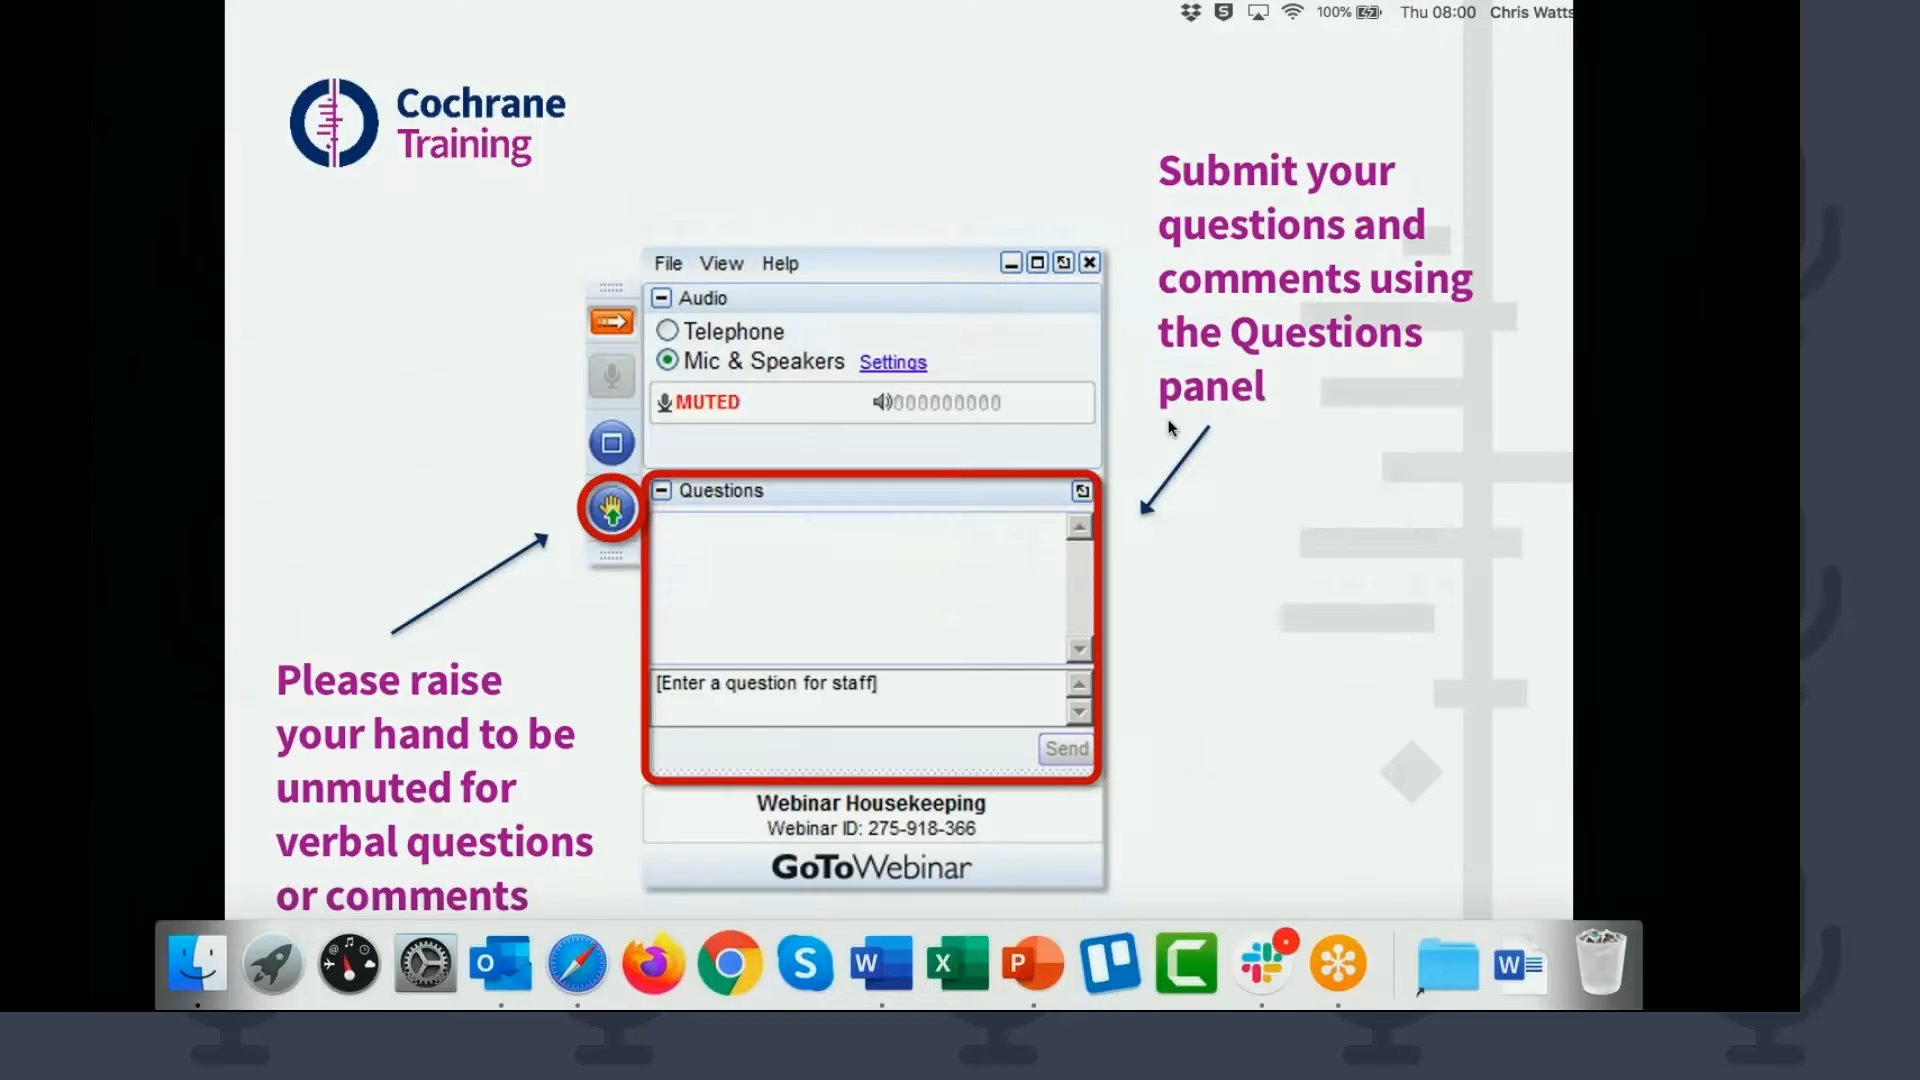 100% Thu 08:00 Chris Watts
Cochrane
Training
Submit your
questions and
comments using
the Questions
panel
File View Help
Audio
Telephone
Mic & Speakers Settings
MUTED 000000000
Questions
[Enter a question for staff]
Send
Please raise
your hand to be
unmuted for
verbal questions
or comments
Webinar Housekeeping
Webinar ID: 275-918-366
GoToWebinar